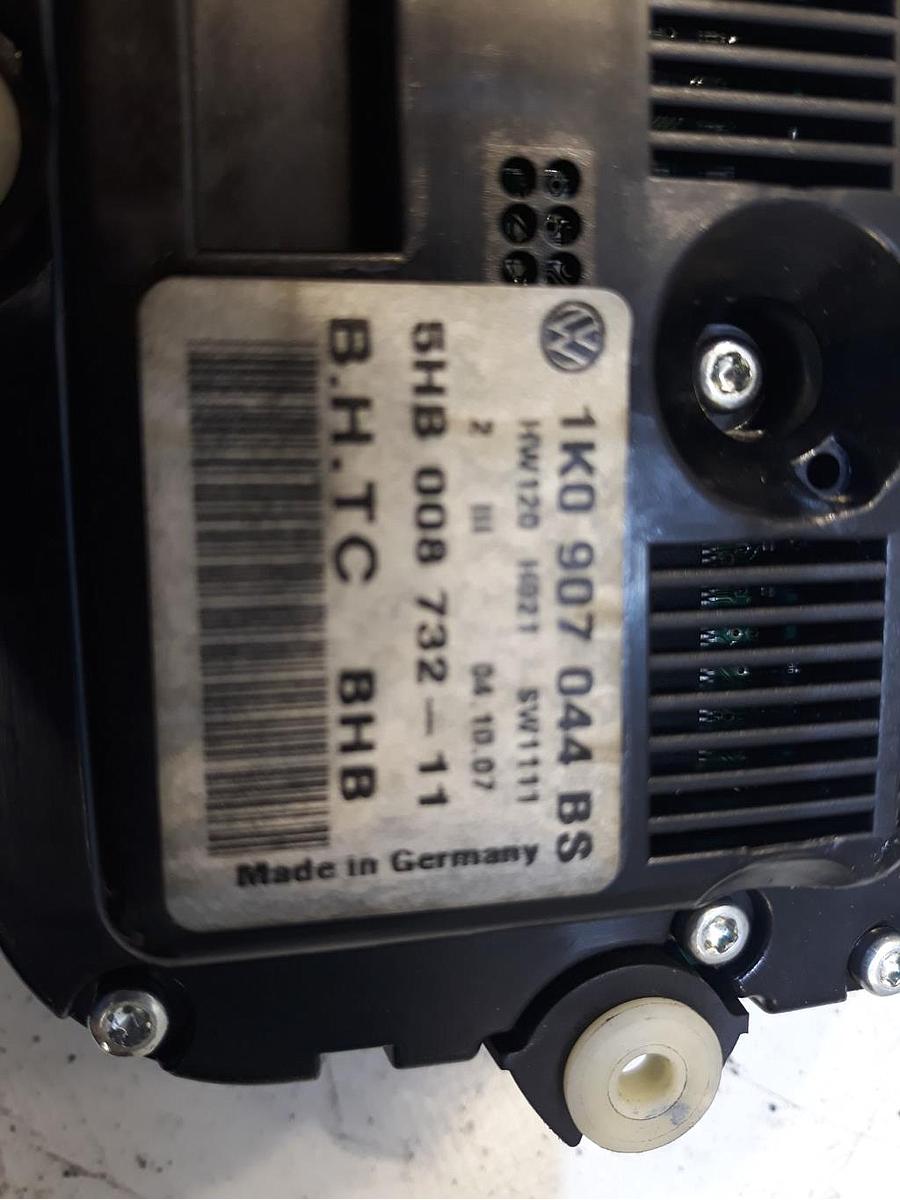 1K0 907 044 BS
HW120 H021 SW1111
2 III 04.10.07
5HB 008 732-11
B.H.TC BHB
Made in Germany